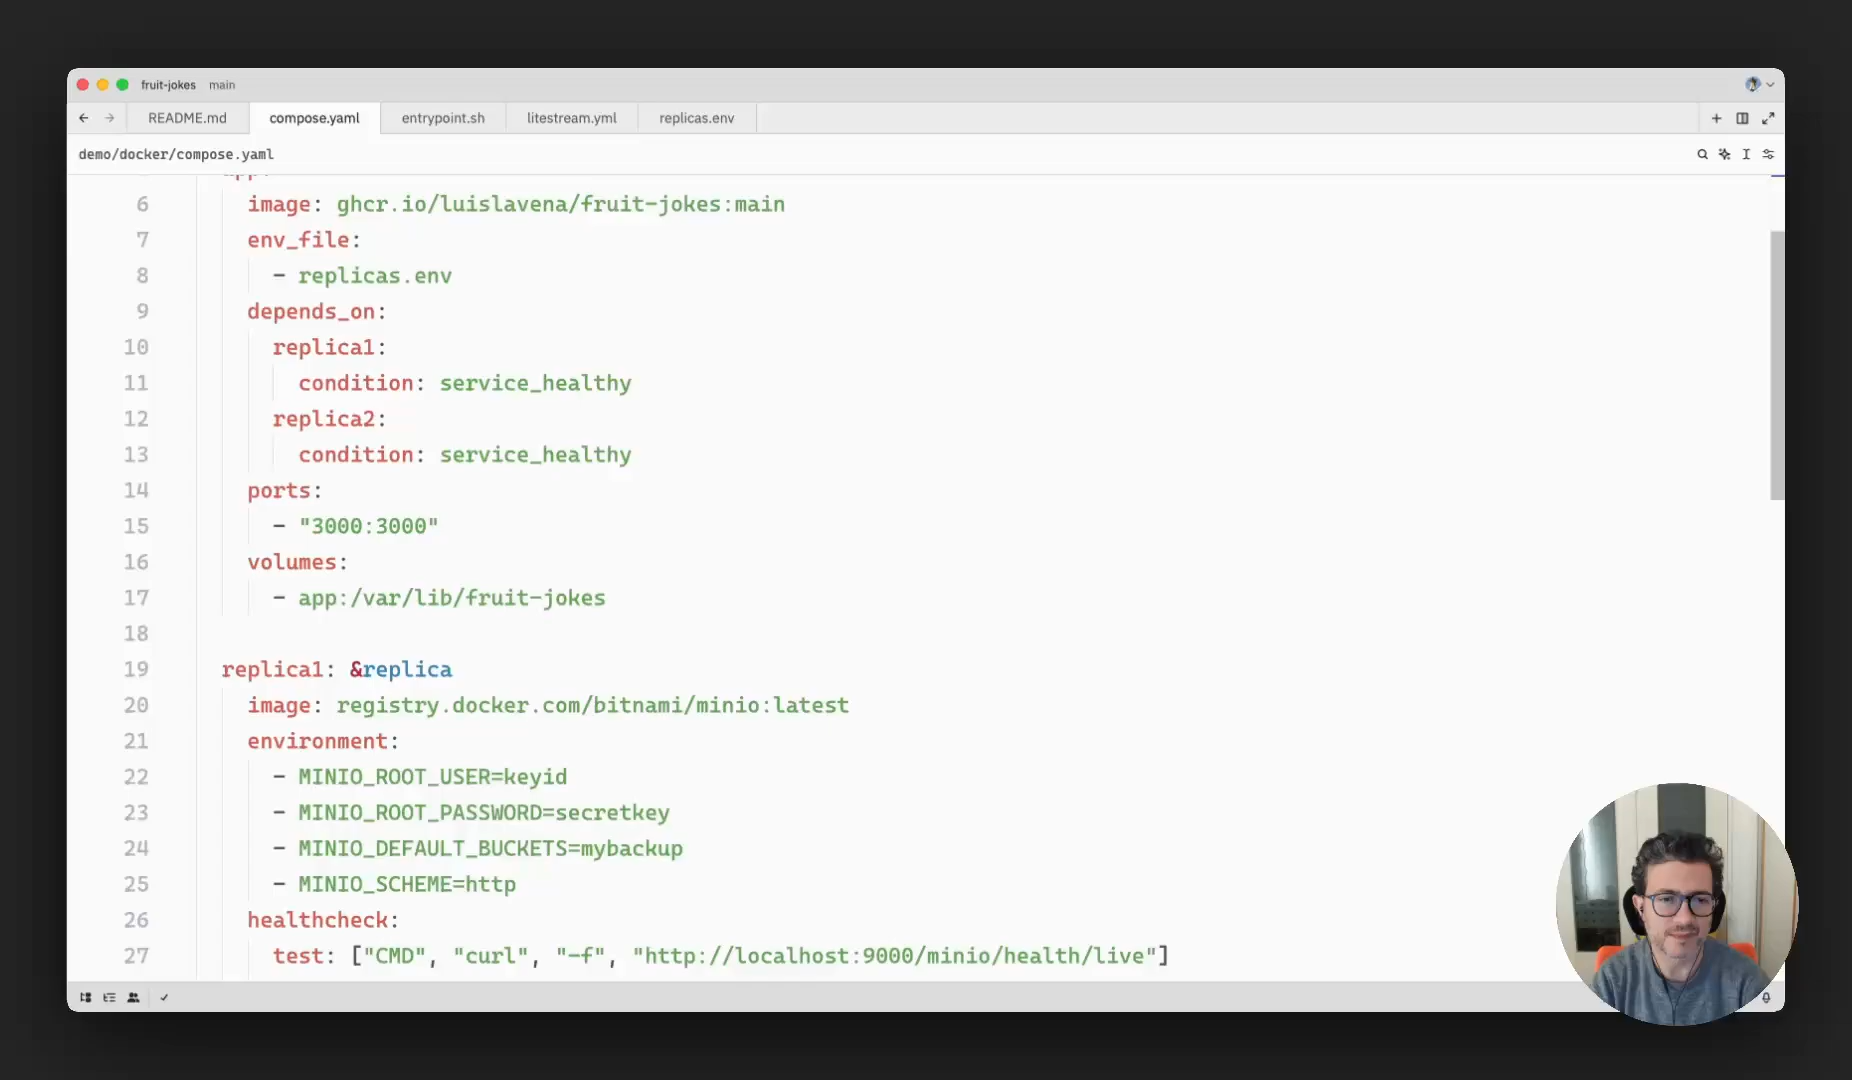 fruit-jokes main
README.md compose.yaml entrypoint.sh litestream.yml replicas.env
demo/docker/compose.yaml
app:
6 image: ghcr.io/luislavena/fruit-jokes:main
7 env_file:
8 - replicas.env
9 depends_on:
10 replica1:
11 condition: service_healthy
12 replica2:
13 condition: service_healthy
14 ports:
15 - "3000:3000"
16 volumes:
17 - app:/var/lib/fruit-jokes
18
19 replica1: &replica
20 image: registry.docker.com/bitnami/minio:latest
21 environment:
22 - MINIO_ROOT_USER=keyid
23 - MINIO_ROOT_PASSWORD=secretkey
24 - MINIO_DEFAULT_BUCKETS=mybackup
25 - MINIO_SCHEME=http
26 healthcheck:
27 test: ["CMD", "curl", "-f", "http://localhost:9000/minio/health/live"]